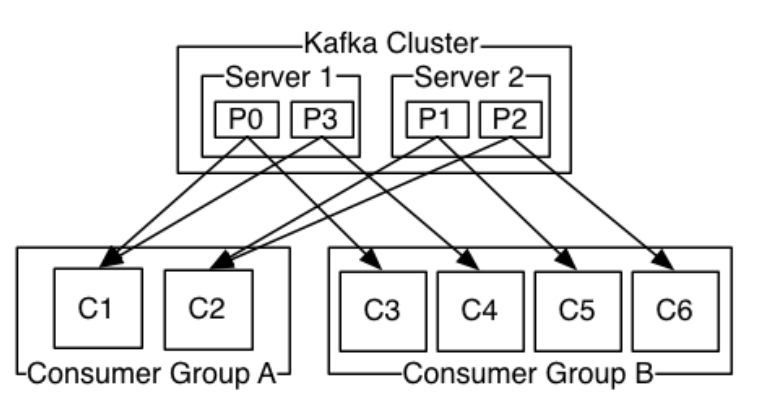 Kafka Cluster
Server 1 Server 2
P0 P3 P1 P2
C1 C2 C3 C4 C5 C6
Consumer Group A Consumer Group B